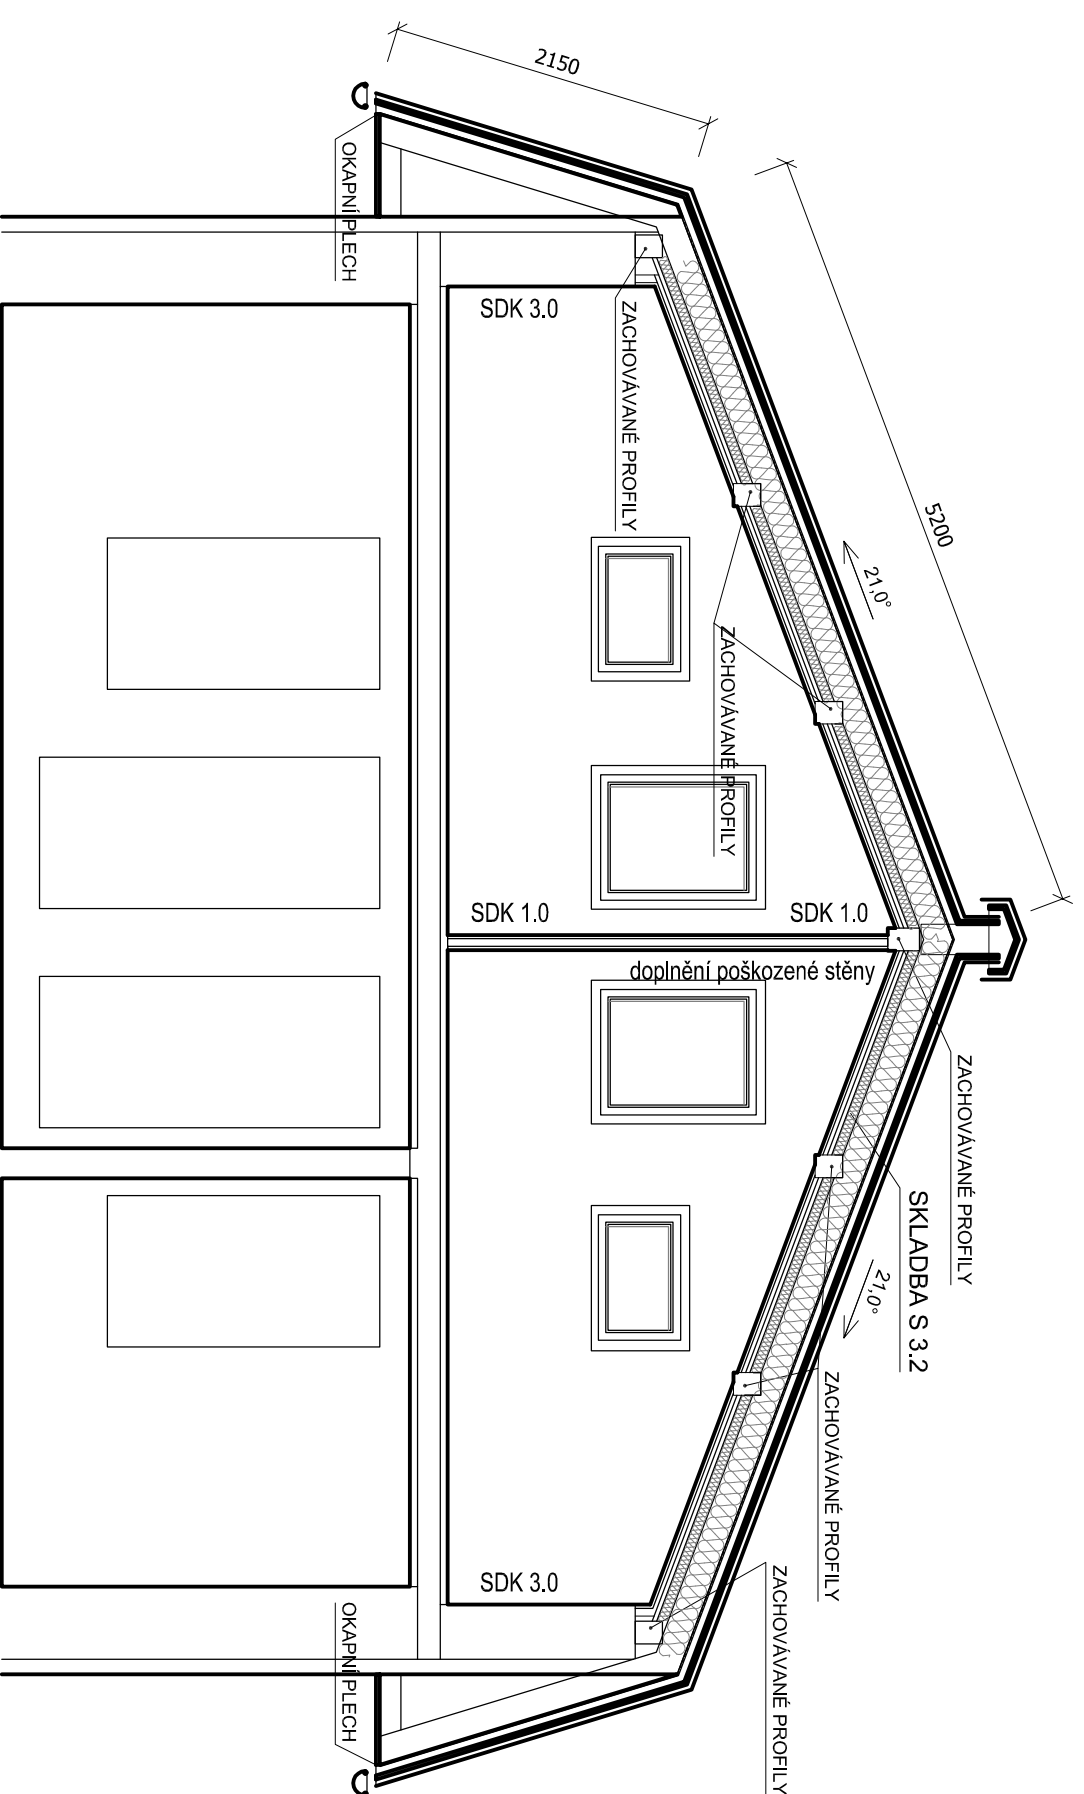 2150
5200
21,0°
OKAPNÍ PLECH
SDK 3.0
ZACHOVÁVANÉ PROFILY
ZACHOVÁVANÉ PROFILY
SDK 1.0
SDK 1.0
doplnění poškozené stěny
ZACHOVÁVANÉ PROFILY
SKLADBA S 3.2
21,0°
ZACHOVÁVANÉ PROFILY
SDK 3.0
ZACHOVÁVANÉ PROFILY
OKAPNÍ PLECH